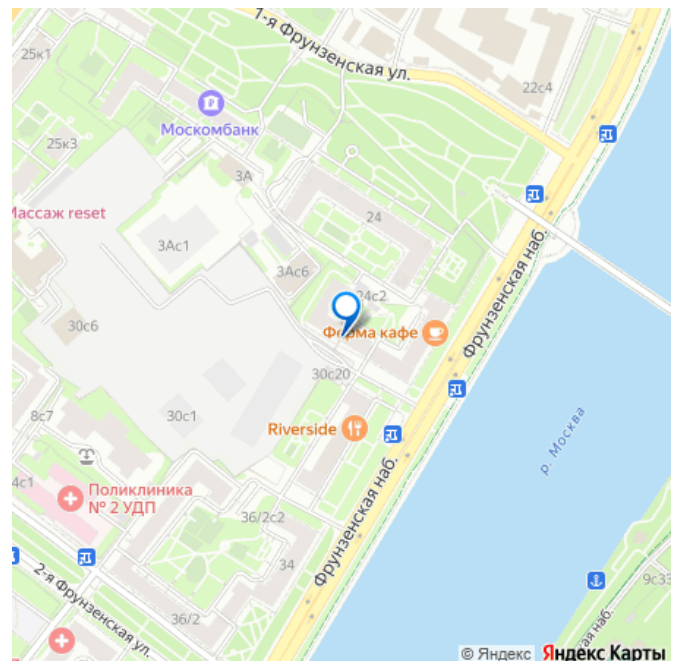 1-я Фрунзенская ул.
25к1
22с4
Москомбанк
25к3
3А
Массаж reset
24
3Ас1
Фрунзенская наб.
3Ас6
24с2
30с6
Ферма кафе
30с20
8с7
30с1
Riverside
р. Москва
4с1
Поликлиника
№ 2 УДП
36/2с2
Фрунзенская наб.
34
2-я Фрунзенская ул.
9с33
36/2
наб.
© Яндекс Яндекс Карты